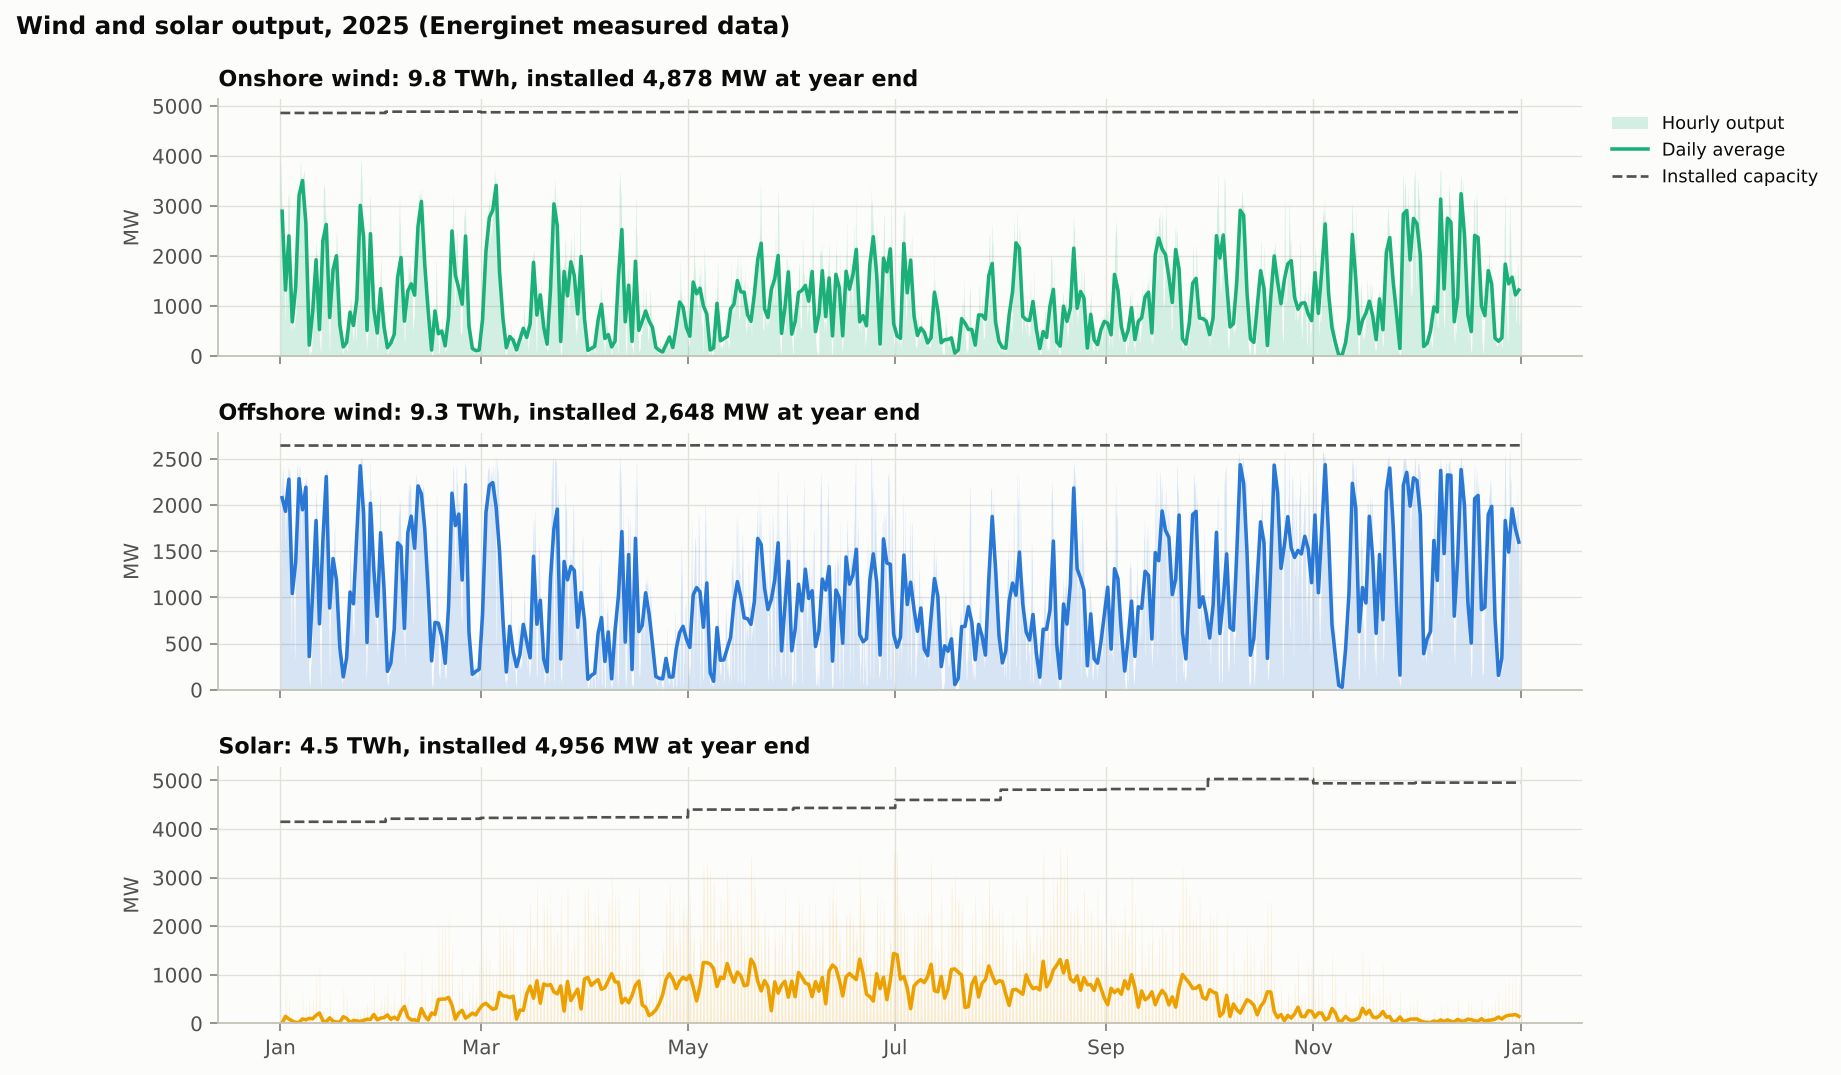 Wind and solar output, 2025 (Energinet measured data)
Onshore wind: 9.8 TWh, installed 4,878 MW at year end
5000
4000
3000
2000
1000
0
MW
Hourly output
Daily average
Installed capacity
Offshore wind: 9.3 TWh, installed 2,648 MW at year end
2500
2000
1500
1000
500
0
MW
Solar: 4.5 TWh, installed 4,956 MW at year end
5000
4000
3000
2000
1000
0
MW
Jan Mar May Jul Sep Nov Jan